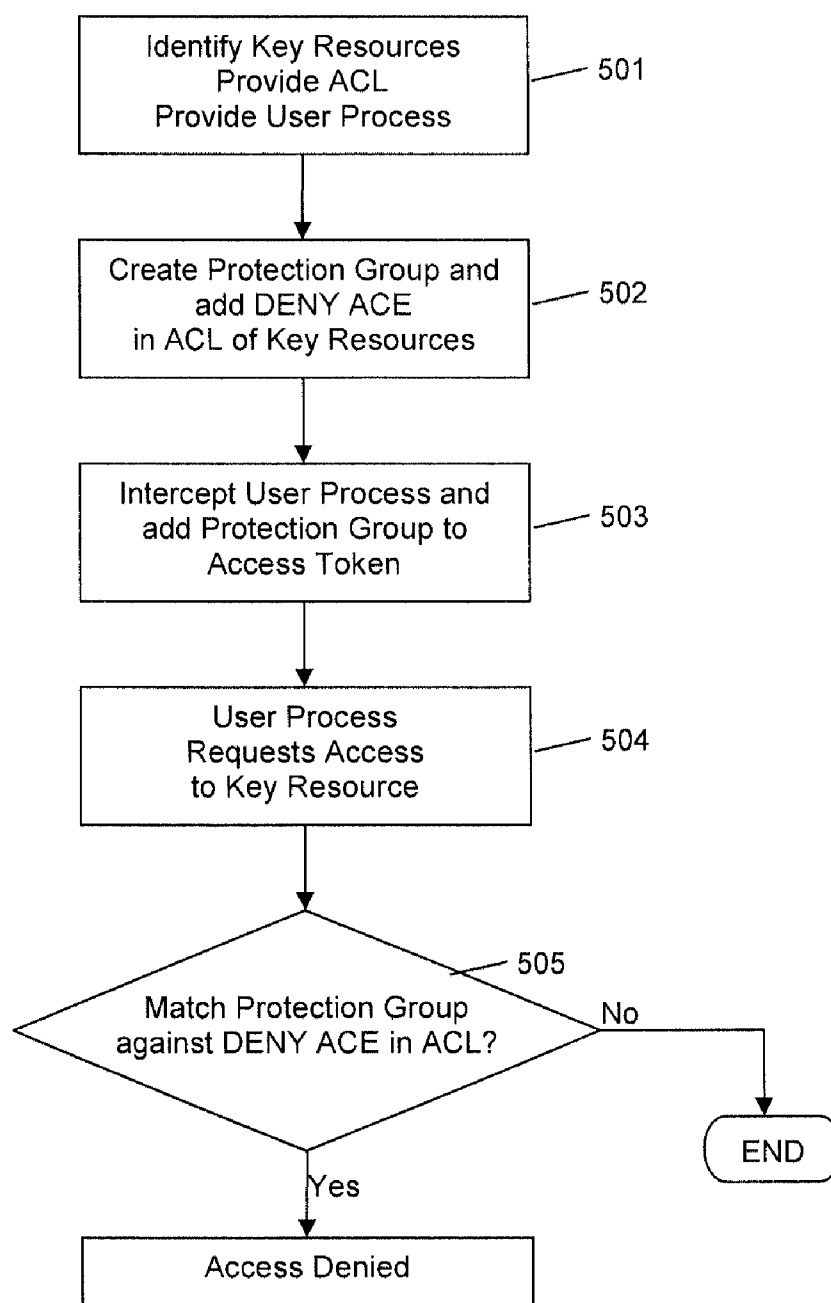 Identify Key Resources
Provide ACL
Provide User Process
501
Create Protection Group and
add DENY ACE
in ACL of Key Resources
502
Intercept User Process and
add Protection Group to
Access Token
503
User Process
Requests Access
to Key Resource
504
505
Match Protection Group
against DENY ACE in ACL?
No
END
Yes
Access Denied